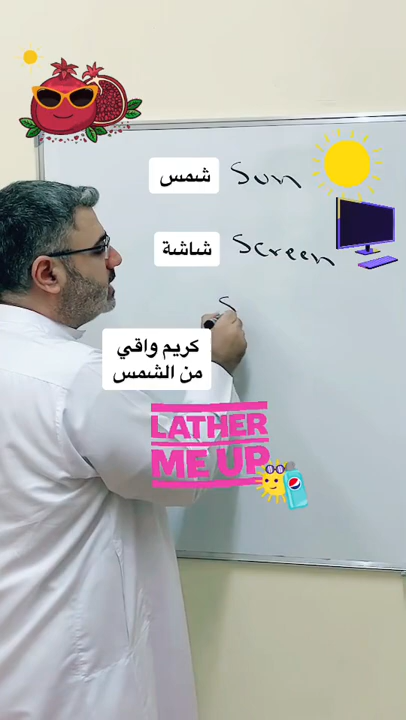 شمس Sun
شاشة Screen
S
كريم واقي
من الشمس
LATHER
ME UP